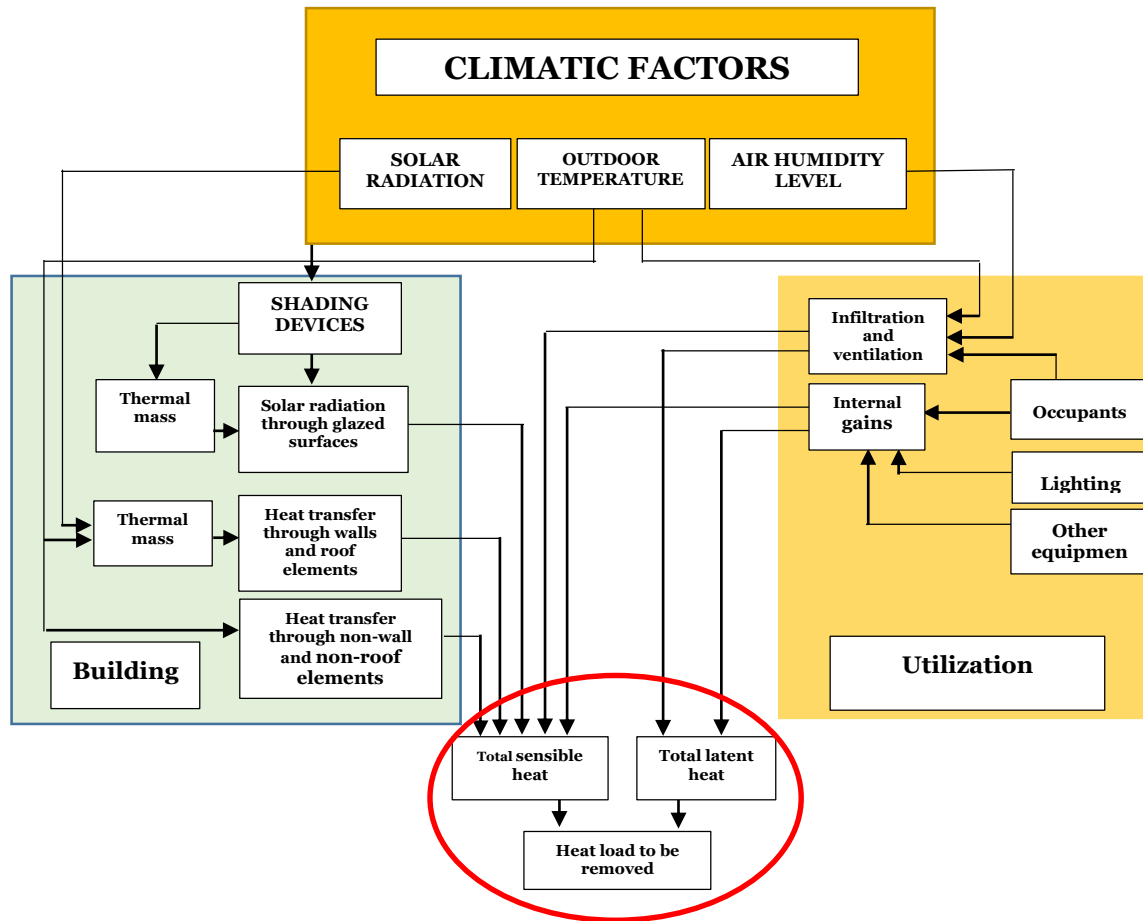 CLIMATIC FACTORS
SOLAR
RADIATION
OUTDOOR
TEMPERATURE
AIR HUMIDITY
LEVEL
SHADING
DEVICES
Thermal
mass
Solar radiation
through glazed
surfaces
Thermal
mass
Heat transfer
through walls
and roof
elements
Heat transfer
through non-wall
and non-roof
elements
Building
Infiltration
and
ventilation
Internal
gains
Occupants
Lighting
Other
equipmen
Utilization
Total sensible
heat
Total latent
heat
Heat load to be
removed